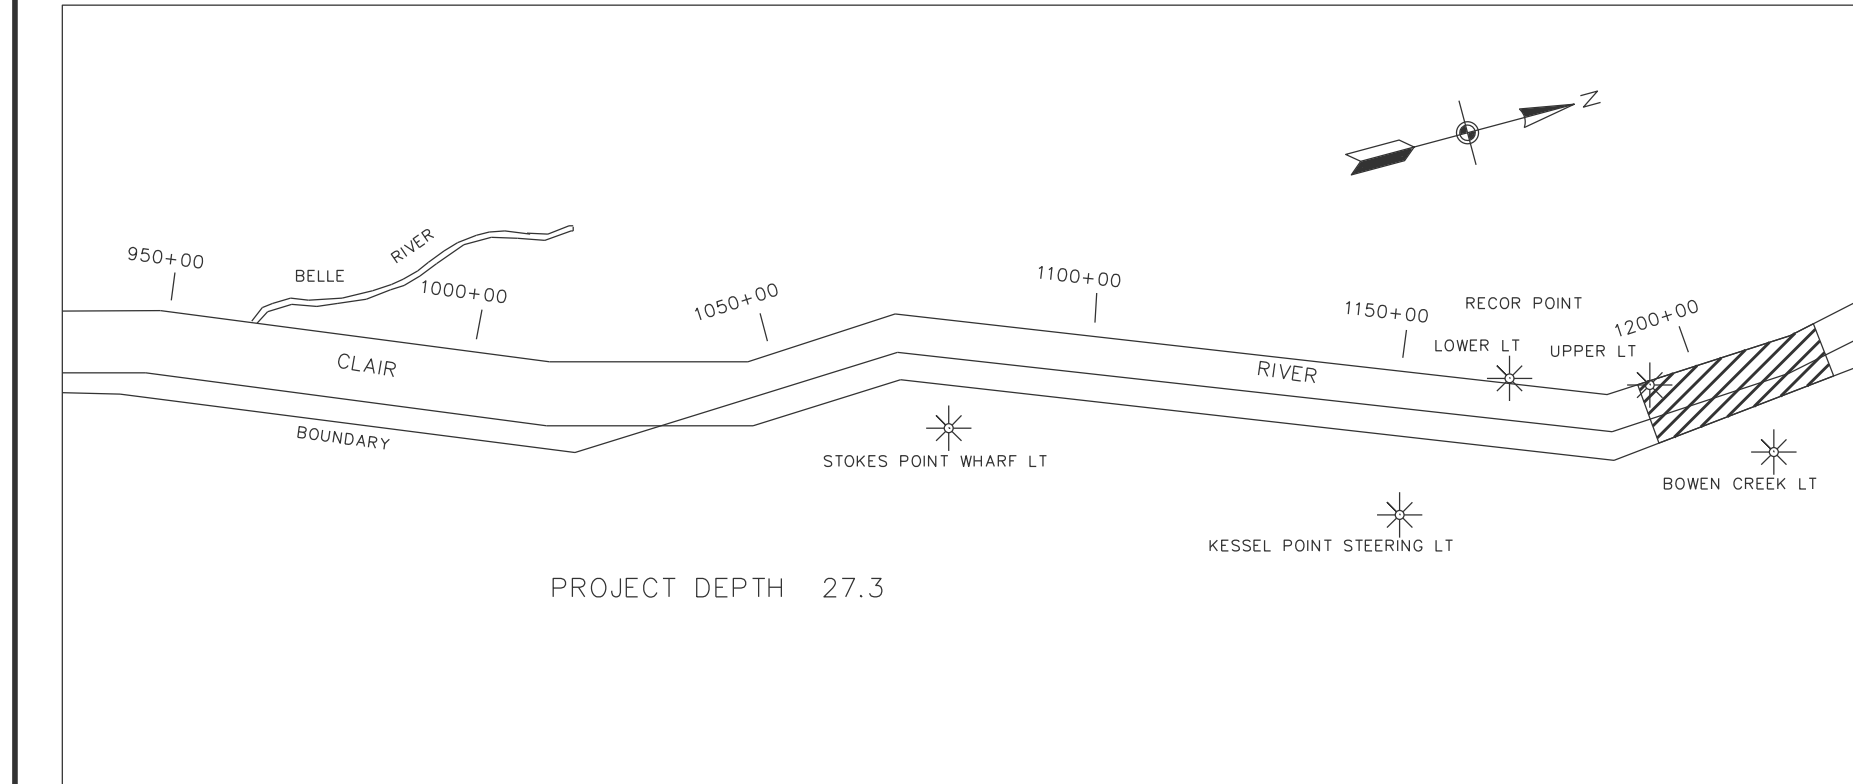 N
950+00
BELLE
RIVER
1000+00
1050+00
1100+00
1150+00
RECOR POINT
1200+00
LOWER LT
UPPER LT
CLAIR
RIVER
BOUNDARY
STOKES POINT WHARF LT
BOWEN CREEK LT
KESSEL POINT STEERING LT
PROJECT DEPTH 27.3